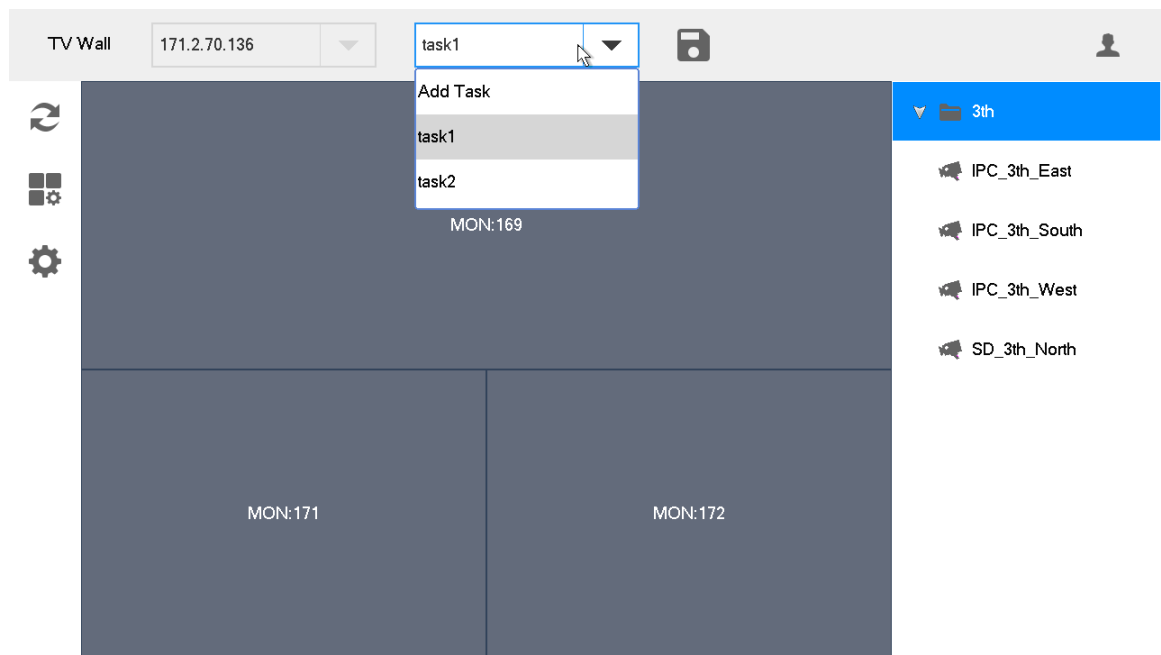 TV Wall
171.2.70.136
task1
Add Task
task1
task2
MON:169
MON:171
MON:172
3th
IPC_3th_East
IPC_3th_South
IPC_3th_West
SD_3th_North